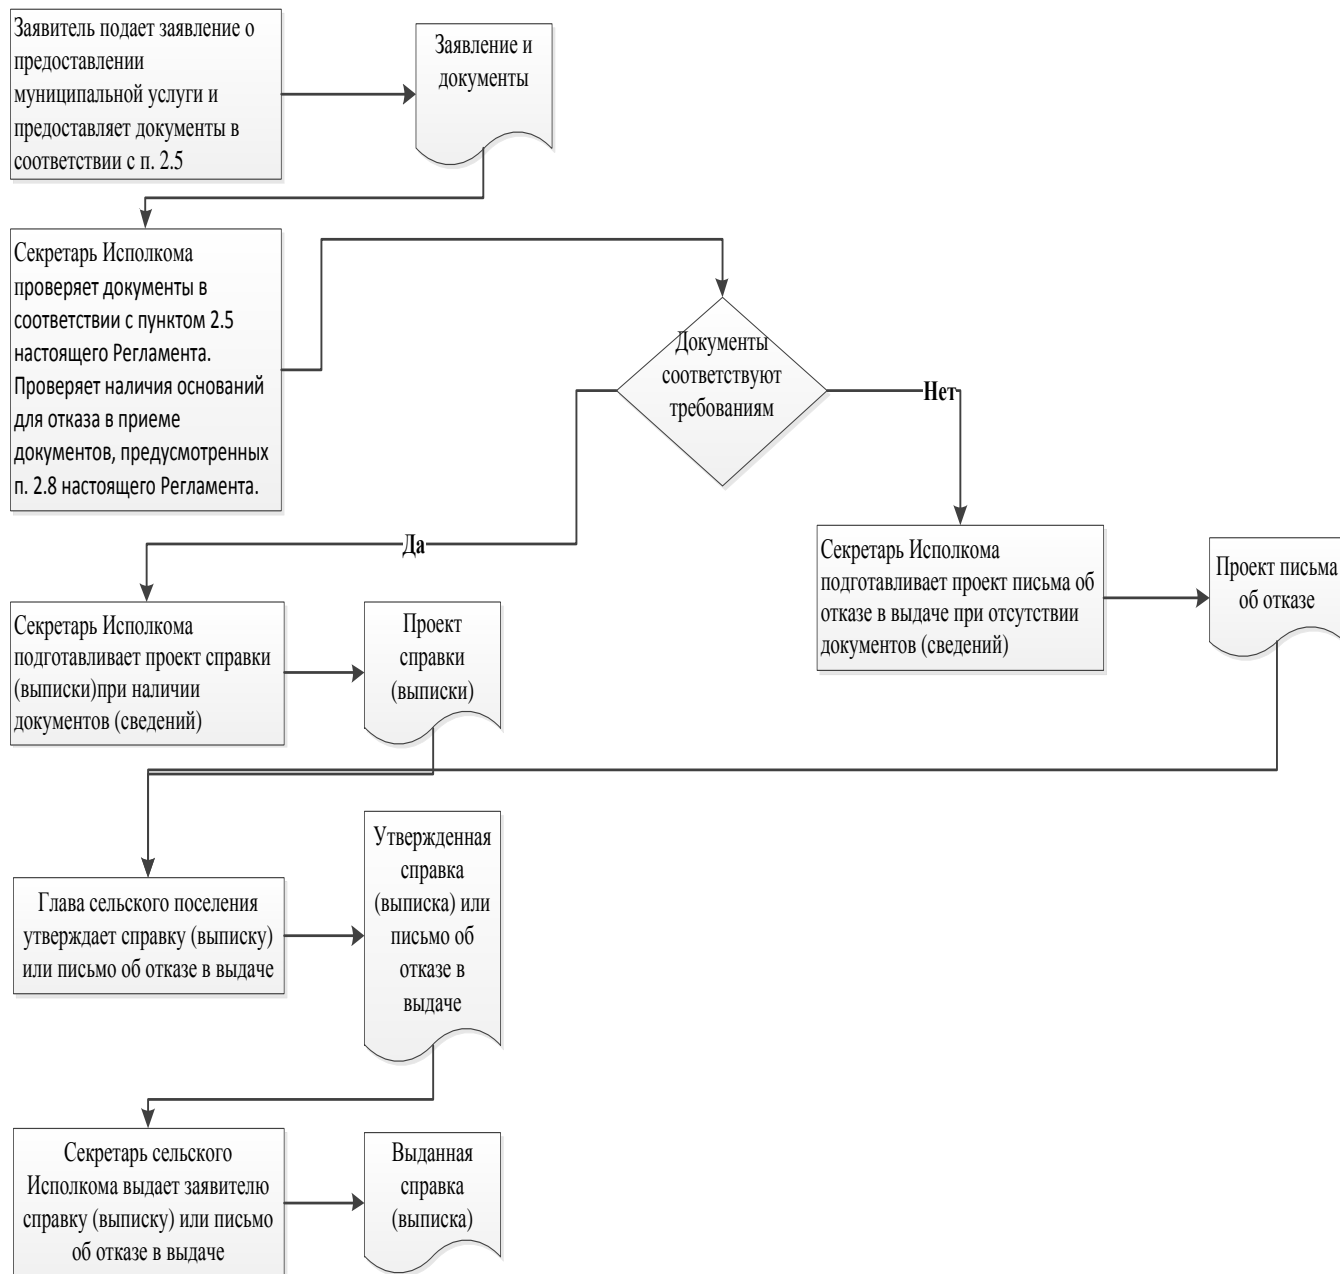 Заявитель подает заявление о
предоставлении
муниципальной услуги и
предоставляет документы в
соответствии с п. 2.5
Заявление и
документы
Секретарь Исполкома
проверяет документы в
соответствии с пунктом 2.5
настоящего Регламента.
Проверяет наличия оснований
для отказа в приеме
документов, предусмотренных
п. 2.8 настоящего Регламента.
Документы
соответствуют
требованиям
Нет
Да
Секретарь Исполкома
подготавливает проект письма об
отказе в выдаче при отсутствии
документов (сведений)
Проект письма
об отказе
Секретарь Исполкома
подготавливает проект справки
(выписки)при наличии
документов (сведений)
Проект
справки
(выписки)
Глава сельского поселения
утверждает справку (выписку)
или письмо об отказе в выдаче
Утвержденная
справка
(выписка) или
письмо об
отказе в
выдаче
Секретарь сельского
Исполкома выдает заявителю
справку (выписку) или письмо
об отказе в выдаче
Выданная
справка
(выписка)